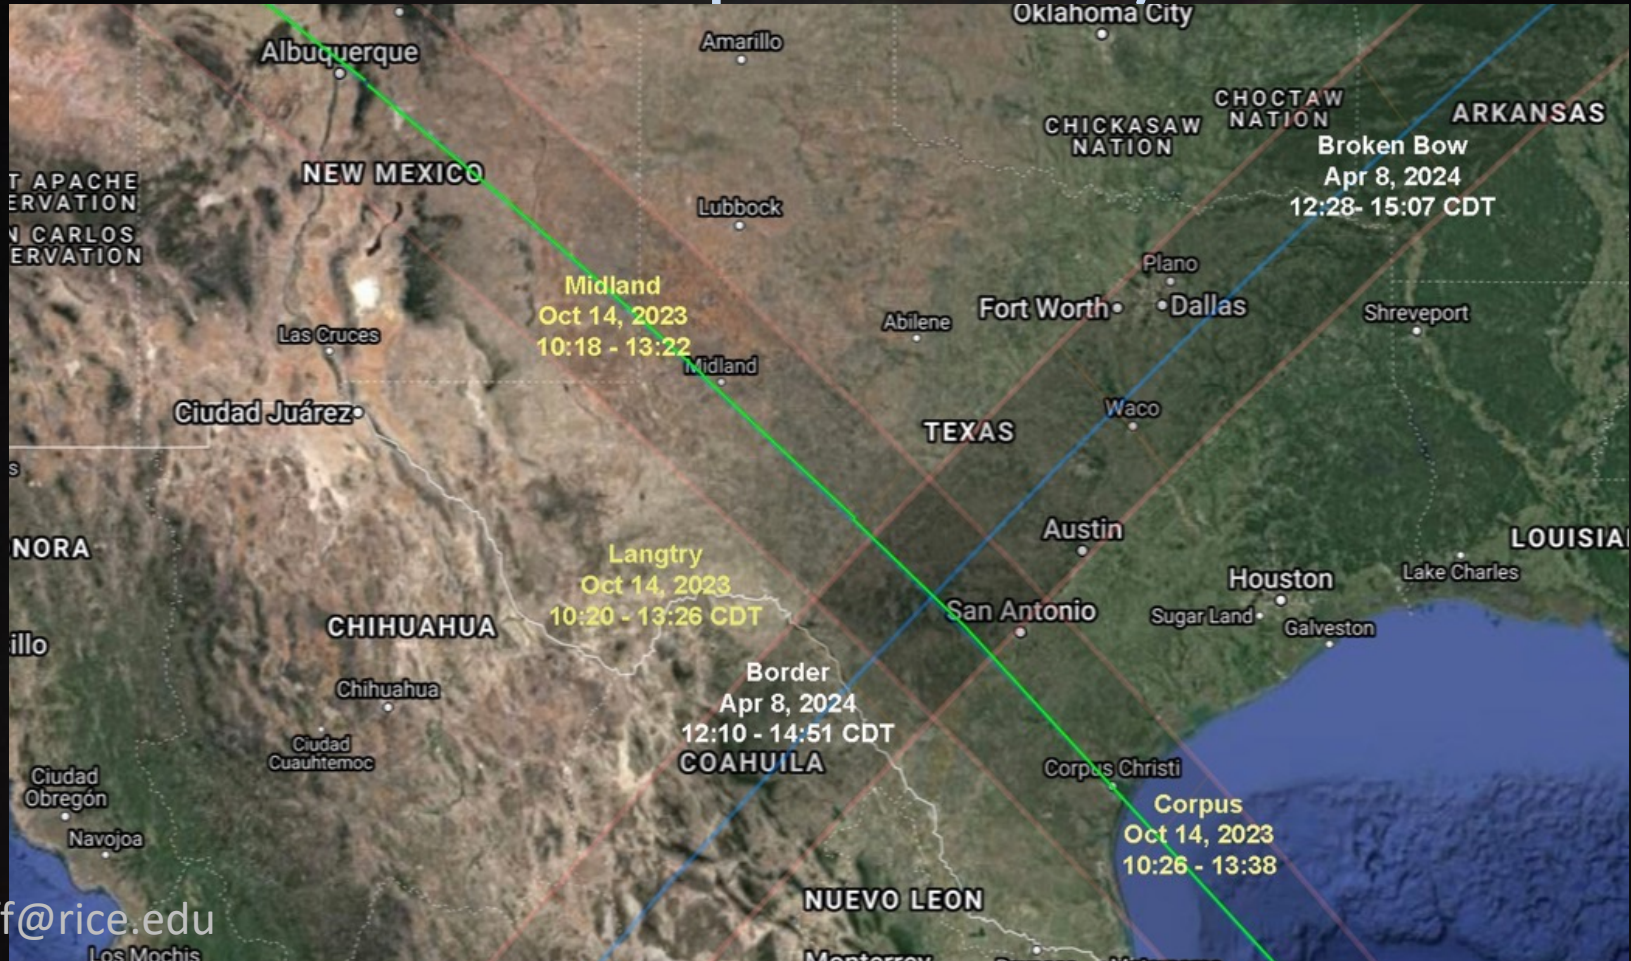 Oklahoma City
Amarillo
Albuquerque
CHOCTAW
NATION
ARKANSAS
CHICKASAW
NATION
Broken Bow
Apr 8, 2024
12:28- 15:07 CDT
NEW MEXICO
T APACHE
ERVATION
N CARLOS
ERVATION
Lubbock
Plano
Midland
Oct 14, 2023
10:18 - 13:22
Fort Worth
Dallas
Shreveport
Abilene
Las Cruces
Midland
Ciudad Juárez
Waco
TEXAS
s
NORA
Austin
LOUISIA
Langtry
Oct 14, 2023
10:20 - 13:26 CDT
Houston
Lake Charles
San Antonio
Sugar Land
Galveston
CHIHUAHUA
illo
Border
Apr 8, 2024
12:10 - 14:51 CDT
Chihuahua
Ciudad
Cuauhtemoc
COAHUILA
Corpus Christi
Ciudad
Obregón
Corpus
Oct 14, 2023
10:26 - 13:38
Navojoa
NUEVO LEON
f@rice.edu
Los Mochis
Monterrey